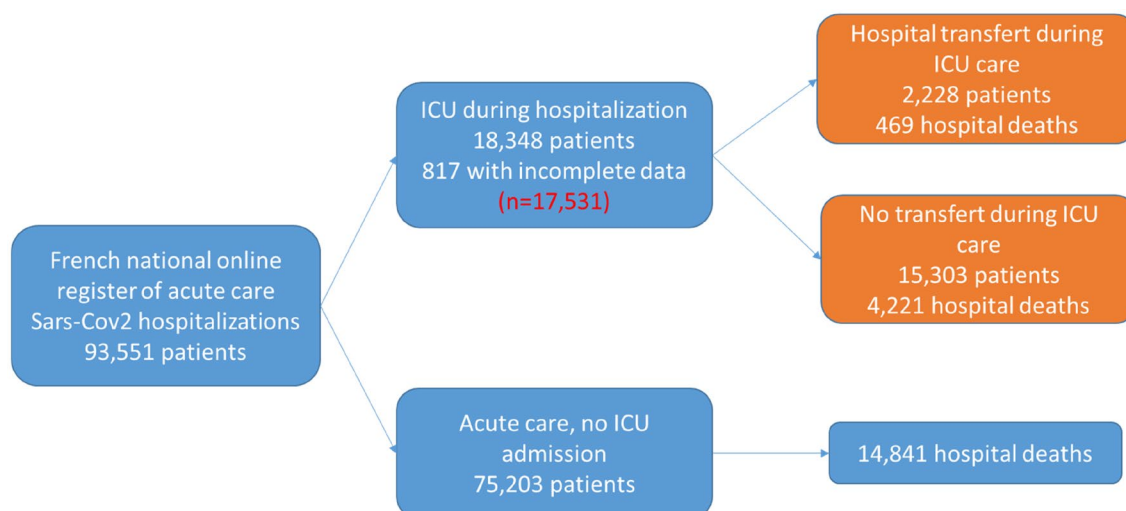 French national online
register of acute care
Sars-Cov2 hospitalizations
93,551 patients
ICU during hospitalization
18,348 patients
817 with incomplete data
(n=17,531)
Hospital transfert during
ICU care
2,228 patients
469 hospital deaths
No transfert during ICU
care
15,303 patients
4,221 hospital deaths
Acute care, no ICU
admission
75,203 patients
14,841 hospital deaths